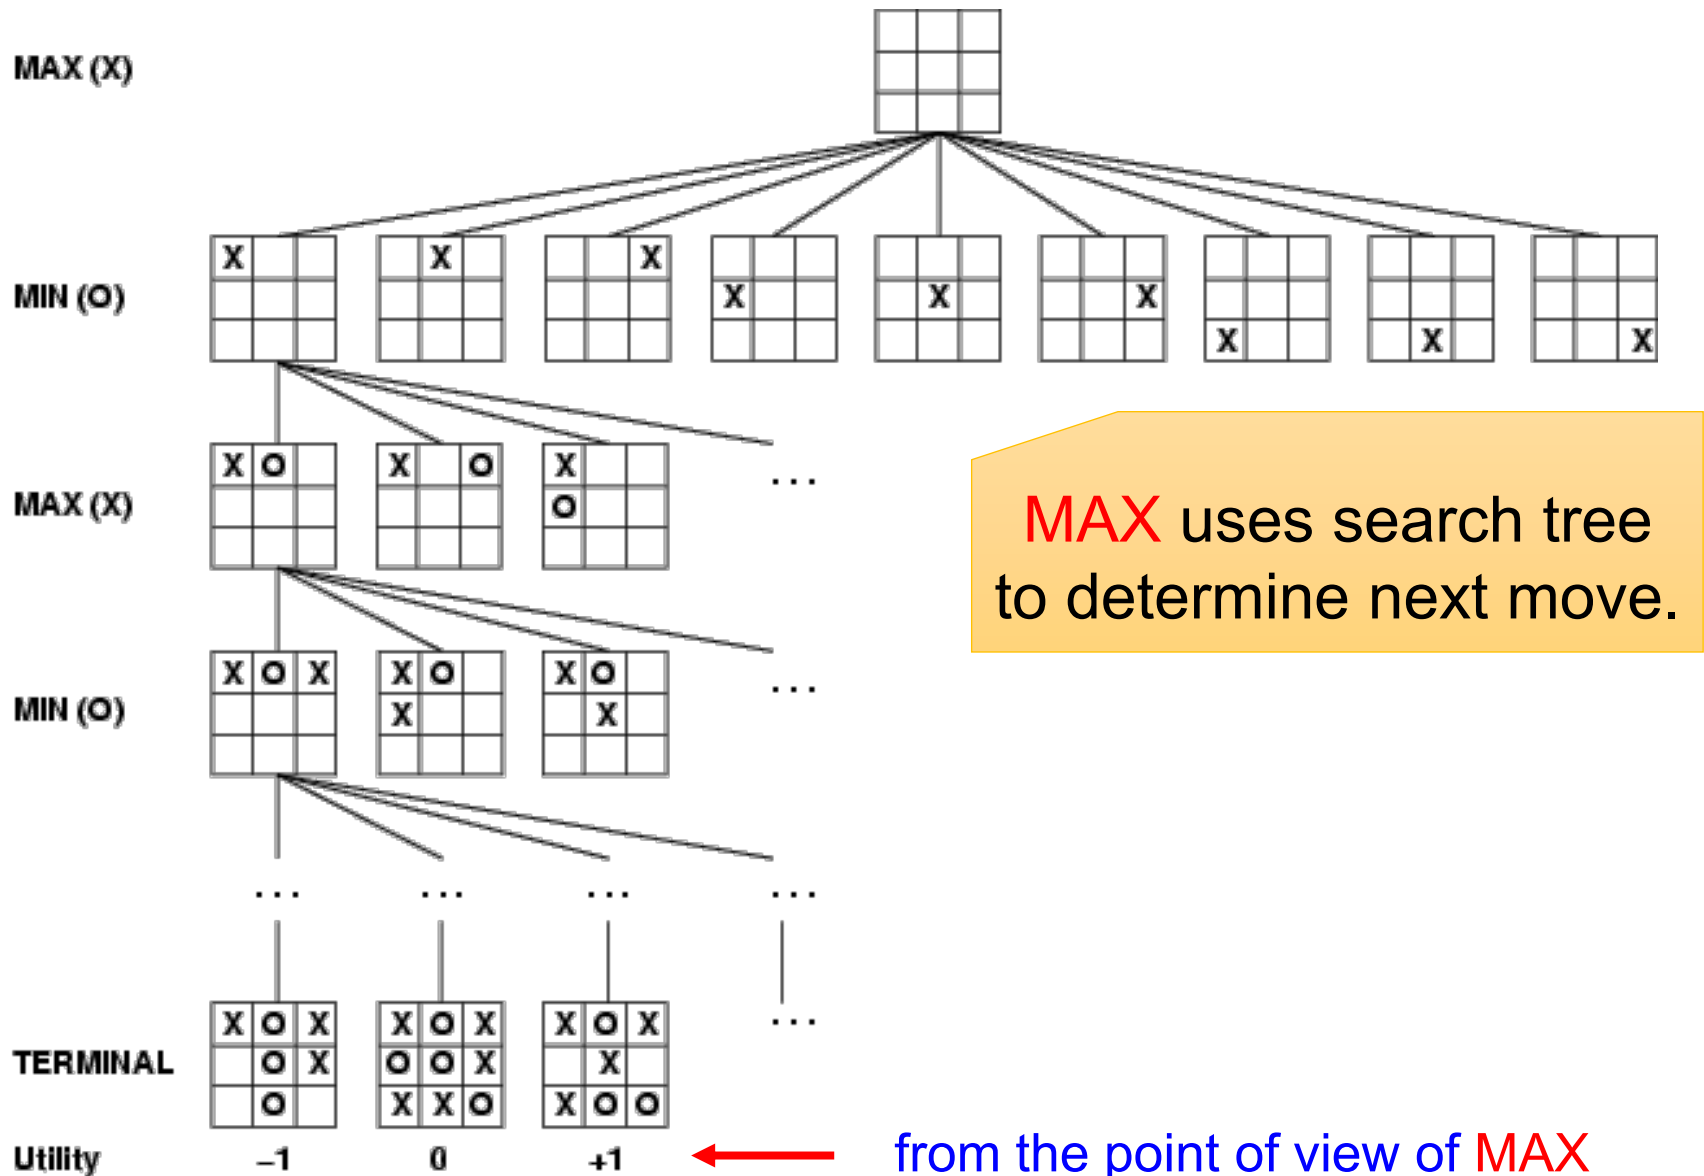 MAX (X)
X X X
MIN (O) X X X
X X X
X O X O X
MAX (X) O ...
MAX uses search tree
to determine next move.
X O X X O X O
MIN (O) X X ...
... ... ... ...
X O X X O X X O X ...
TERMINAL O X O O X X
O X X O X O O
Utility −1 0 +1 from the point of view of MAX